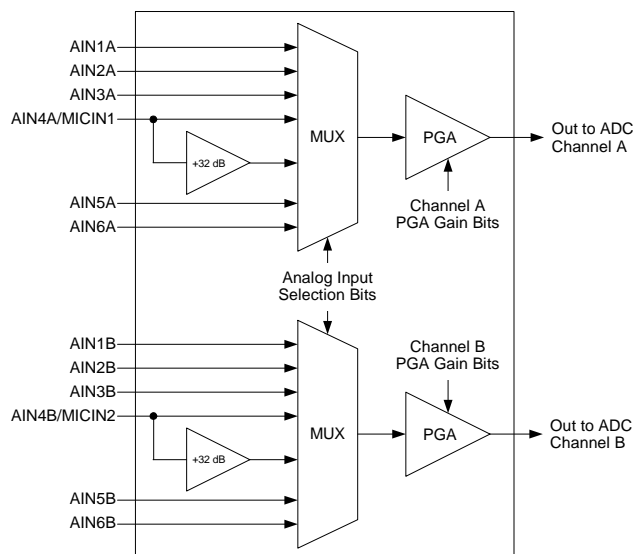 AIN1A
AIN2A
AIN3A
AIN4A/MICIN1
+32 dB
AIN5A
AIN6A
MUX
PGA
Out to ADC
Channel A
Channel A
PGA Gain Bits
Analog Input
Selection Bits
AIN1B
AIN2B
AIN3B
AIN4B/MICIN2
+32 dB
AIN5B
AIN6B
MUX
Channel B
PGA Gain Bits
PGA
Out to ADC
Channel B